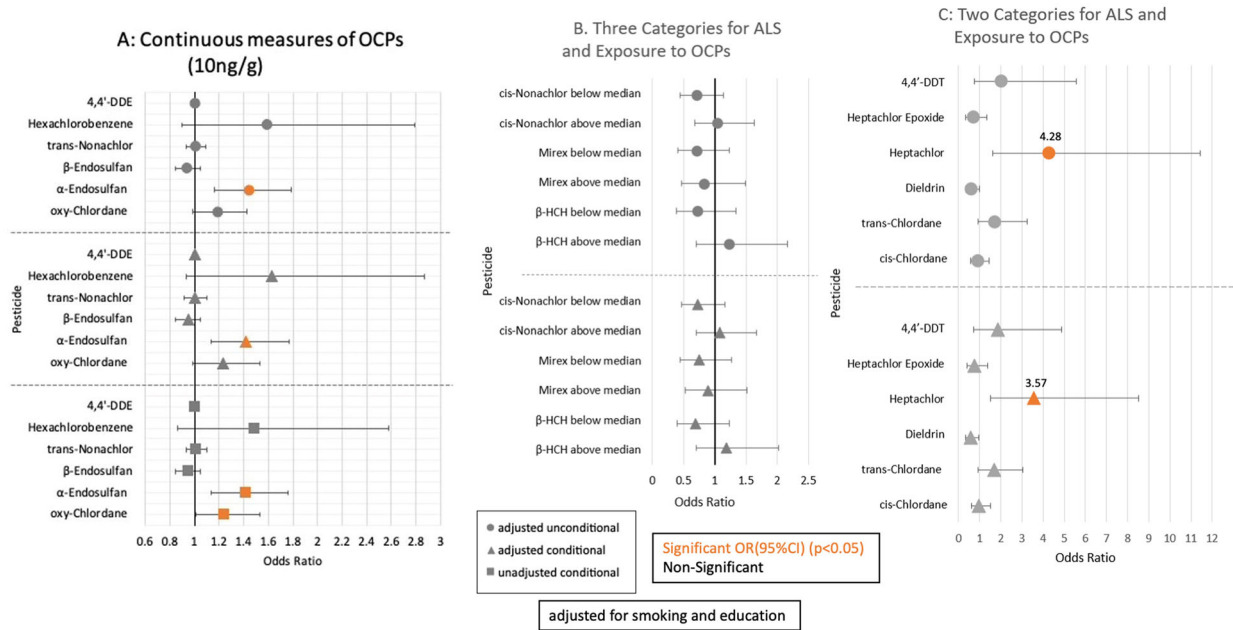 A: Continuous measures of OCPs
(10ng/g)
Pesticide
4,4'-DDE
Hexachlorobenzene
trans-Nonachlor
β-Endosulfan
α-Endosulfan
oxy-Chlordane
4,4'-DDE
Hexachlorobenzene
trans-Nonachlor
β-Endosulfan
α-Endosulfan
oxy-Chlordane
4,4'-DDE
Hexachlorobenzene
trans-Nonachlor
β-Endosulfan
α-Endosulfan
oxy-Chlordane
0.6 0.8 1 1.2 1.4 1.6 1.8 2 2.2 2.4 2.6 2.8 3
Odds Ratio
B. Three Categories for ALS
and Exposure to OCPs
Pesticide
cis-Nonachlor below median
cis-Nonachlor above median
Mirex below median
Mirex above median
β-HCH below median
β-HCH above median
cis-Nonachlor below median
cis-Nonachlor above median
Mirex below median
Mirex above median
β-HCH below median
β-HCH above median
0 0.5 1 1.5 2 2.5
Odds Ratio
C: Two Categories for ALS and
Exposure to OCPs
Pesticide
4,4'-DDT
Heptachlor Epoxide
4.28
Heptachlor
Dieldrin
trans-Chlordane
cis-Chlordane
4,4'-DDT
Heptachlor Epoxide
3.57
Heptachlor
Dieldrin
trans-Chlordane
cis-Chlordane
0 1 2 3 4 5 6 7 8 9 10 11 12
Odds Ratio
adjusted unconditional
adjusted conditional
unadjusted conditional
Significant OR(95%CI) (p<0.05)
Non-Significant
adjusted for smoking and education